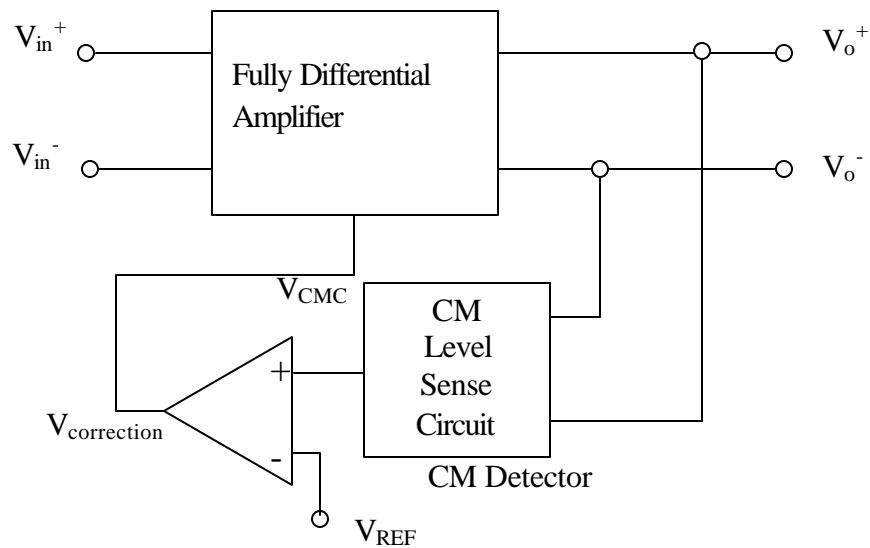 Vin+
Vo+
Fully Differential
Amplifier
Vin-
Vo-
VCMC
CM
Level
Sense
Circuit
+
Vcorrection
-
CM Detector
VREF